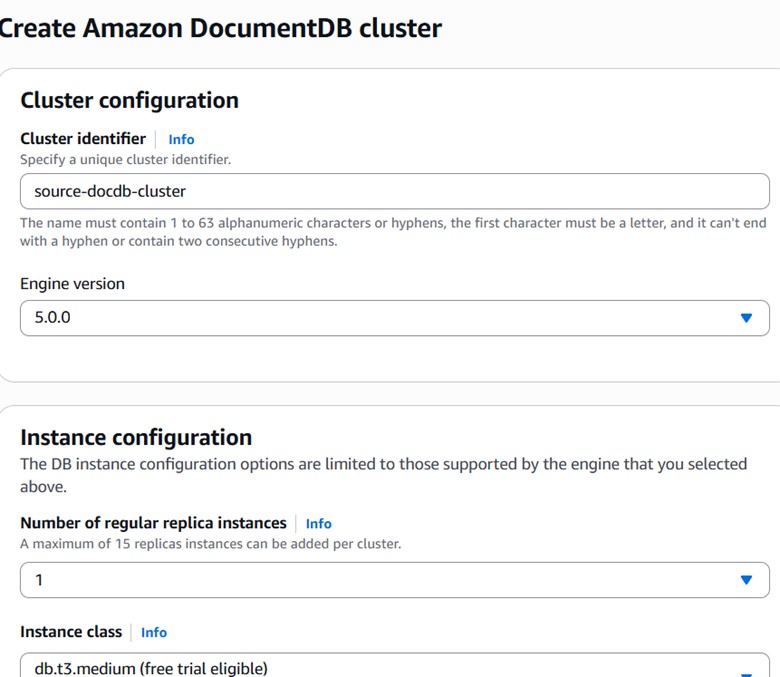 Create Amazon DocumentDB cluster
Cluster configuration
Cluster identifier
Info
Specify a unique cluster identifier.
source-docdb-cluster
The name must contain 1 to 63 alphanumeric characters or hyphens, the first character must be a letter, and it can't end
with a hyphen or contain two consecutive hyphens.
Engine version
5.0.0
Instance configuration
The DB instance configuration options are limited to those supported by the engine that you selected
above.
Number of regular replica instances
Info
A maximum of 15 replicas instances can be added per cluster.
1
Instance class
Info
db.t3.medium (free trial eligible)